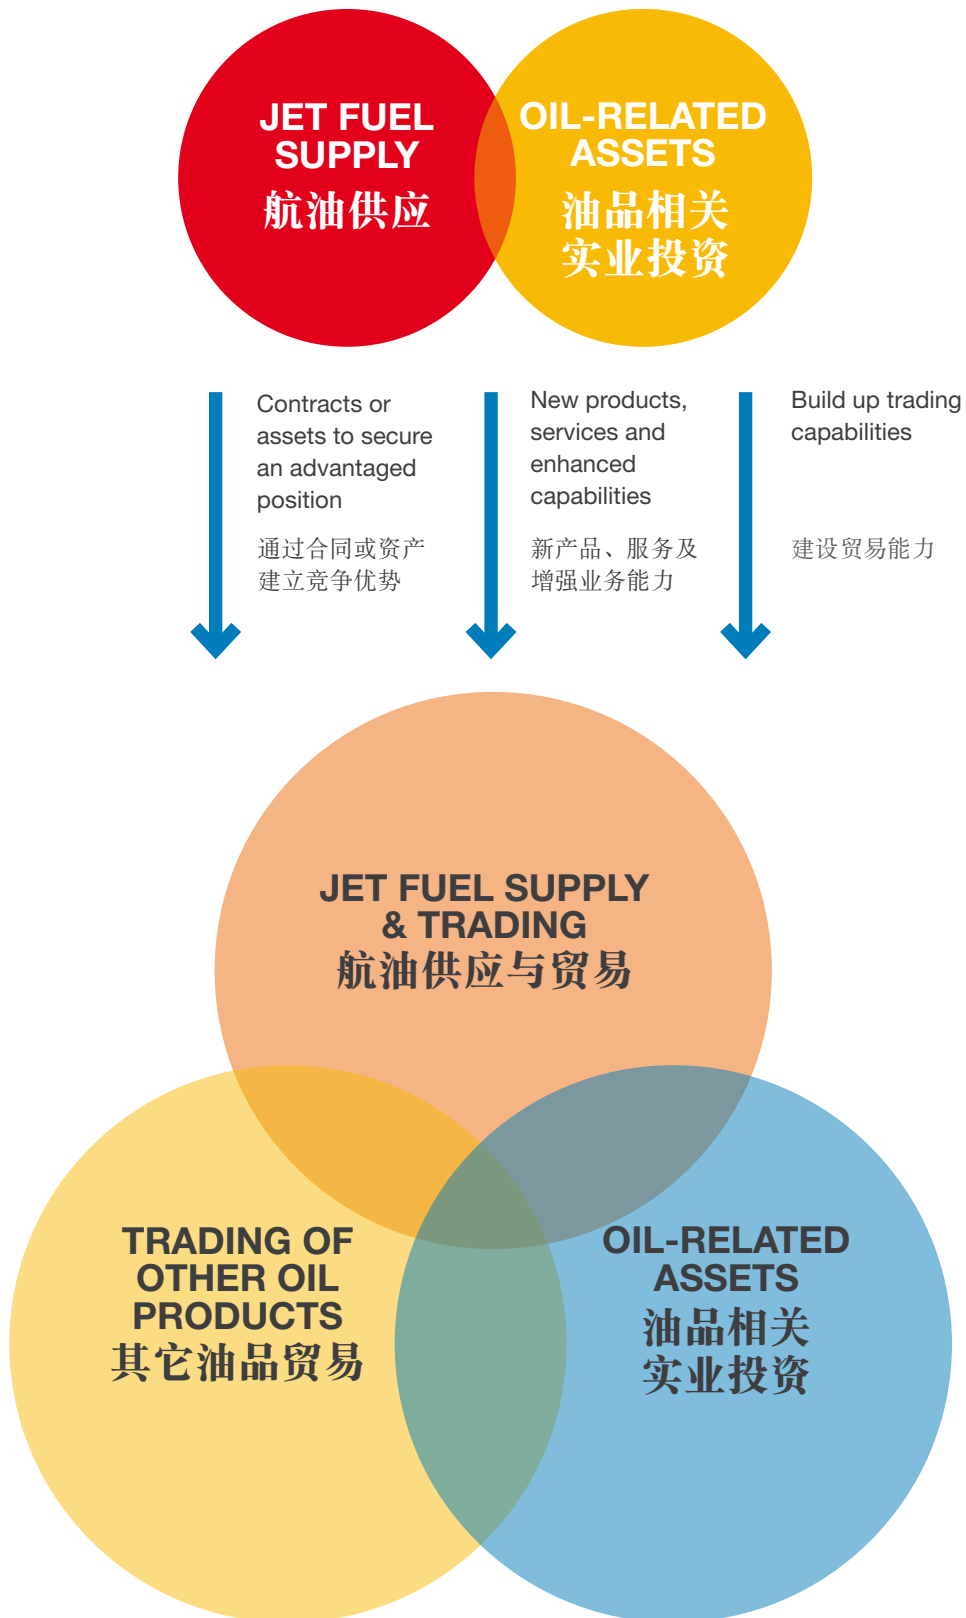 JET FUEL
SUPPLY
航油供应
OIL-RELATED
ASSETS
油品相关
实业投资
Contracts or
assets to secure
an advantaged
position
通过合同或资产
建立竞争优势
New products,
services and
enhanced
capabilities
新产品、服务及
增强业务能力
Build up trading
capabilities
建设贸易能力
JET FUEL SUPPLY
& TRADING
航油供应与贸易
TRADING OF
OTHER OIL
PRODUCTS
其它油品贸易
OIL-RELATED
ASSETS
油品相关
实业投资